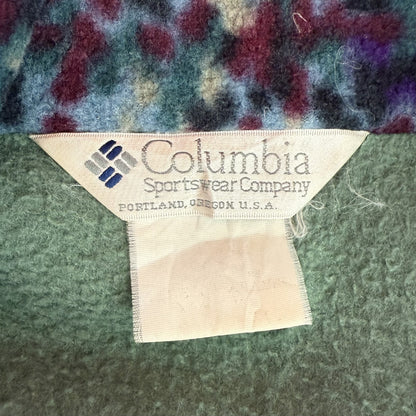 Columbia
Sportswear Company
PORTLAND, OREGON U.S.A.